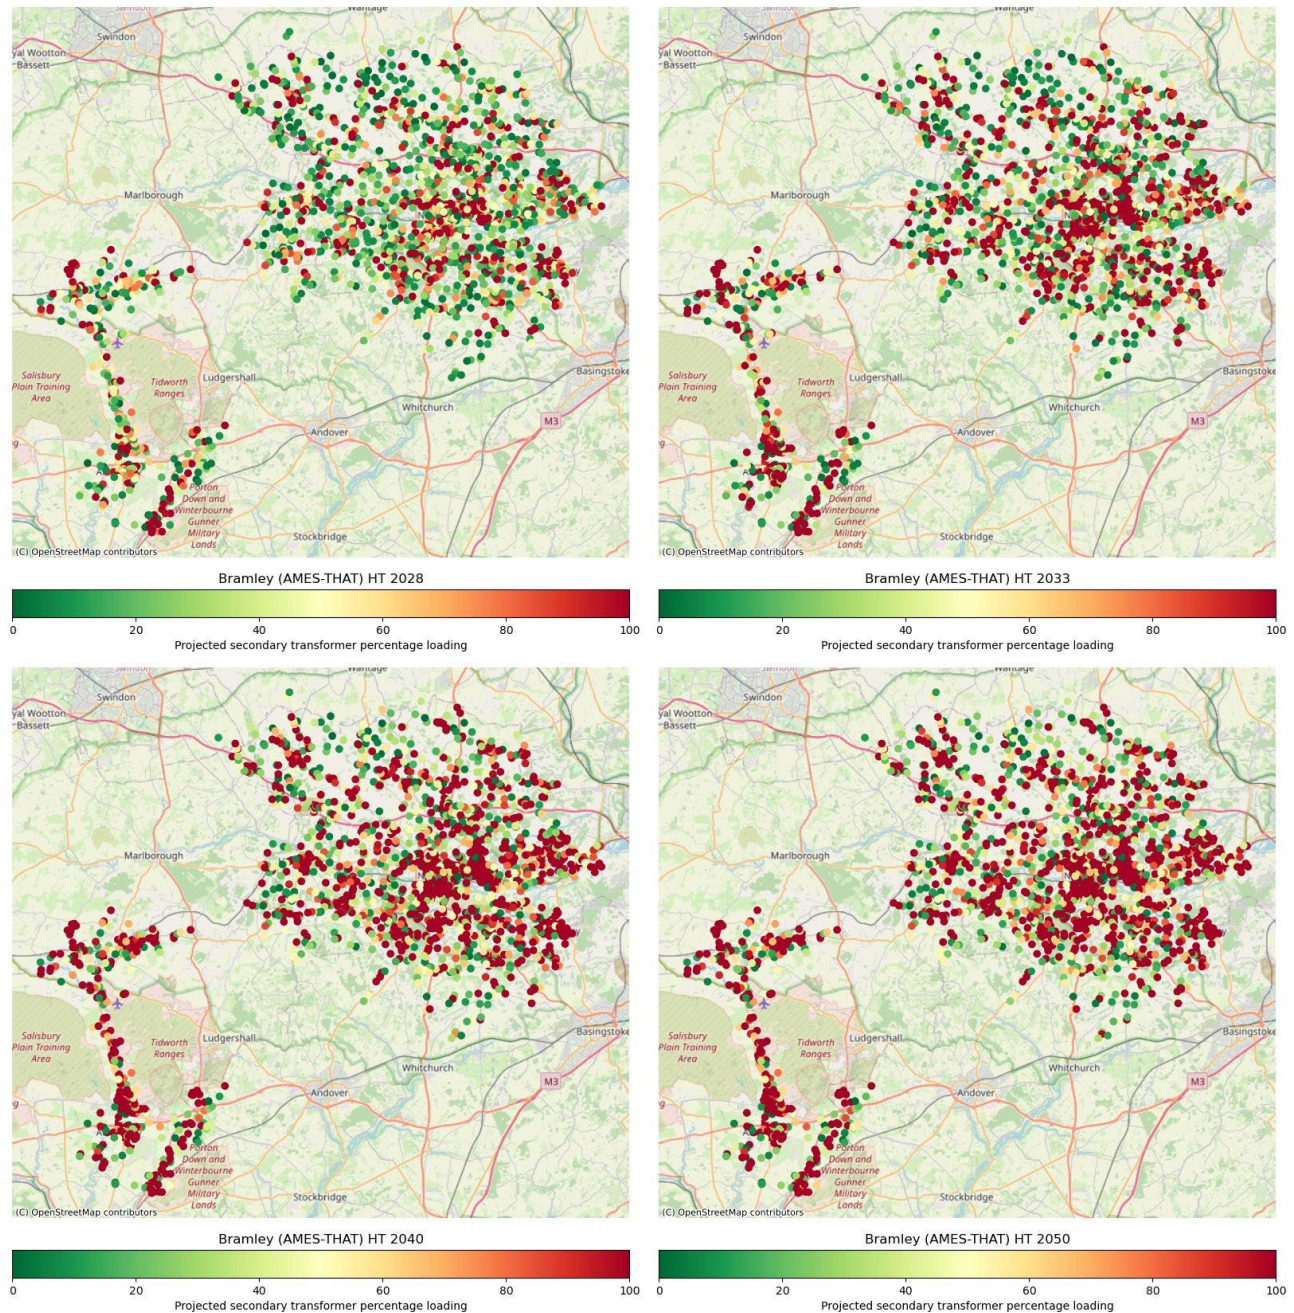 Swindon
yal Wootton
Bassett
Marlborough
Salisbury
Plain Training
Area
Tidworth
Ranges
Ludgershall
Basingstoke
Whitchurch
Andover
M3
Porton
Down and
Winterbourne
Gunner
Military
Lands
Stockbridge
(C) OpenStreetMap contributors
Bramley (AMES-THAT) HT 2028
0 20 40 60 80 100
Projected secondary transformer percentage loading
Swindon
yal Wootton
Bassett
Marlborough
Salisbury
Plain Training
Area
Tidworth
Ranges
Ludgershall
Basingstoke
Whitchurch
Andover
M3
Porton
Down and
Winterbourne
Gunner
Military
Lands
Stockbridge
(C) OpenStreetMap contributors
Bramley (AMES-THAT) HT 2033
0 20 40 60 80 100
Projected secondary transformer percentage loading
Swindon
Wantage
Swindon
yal Wootton
Bassett
Marlborough
Salisbury
Plain Training
Area
Tidworth
Ranges
Ludgershall
Basingstoke
Whitchurch
Andover
M3
Porton
Down and
Winterbourne
Gunner
Military
Lands
Stockbridge
(C) OpenStreetMap contributors
Bramley (AMES-THAT) HT 2040
0 20 40 60 80 100
Projected secondary transformer percentage loading
Swindon
Wantage
Swindon
yal Wootton
Bassett
Marlborough
Salisbury
Plain Training
Area
Tidworth
Ranges
Ludgershall
Basingstoke
Whitchurch
Andover
M3
Porton
Down and
Winterbourne
Gunner
Military
Lands
Stockbridge
(C) OpenStreetMap contributors
Bramley (AMES-THAT) HT 2050
0 20 40 60 80 100
Projected secondary transformer percentage loading